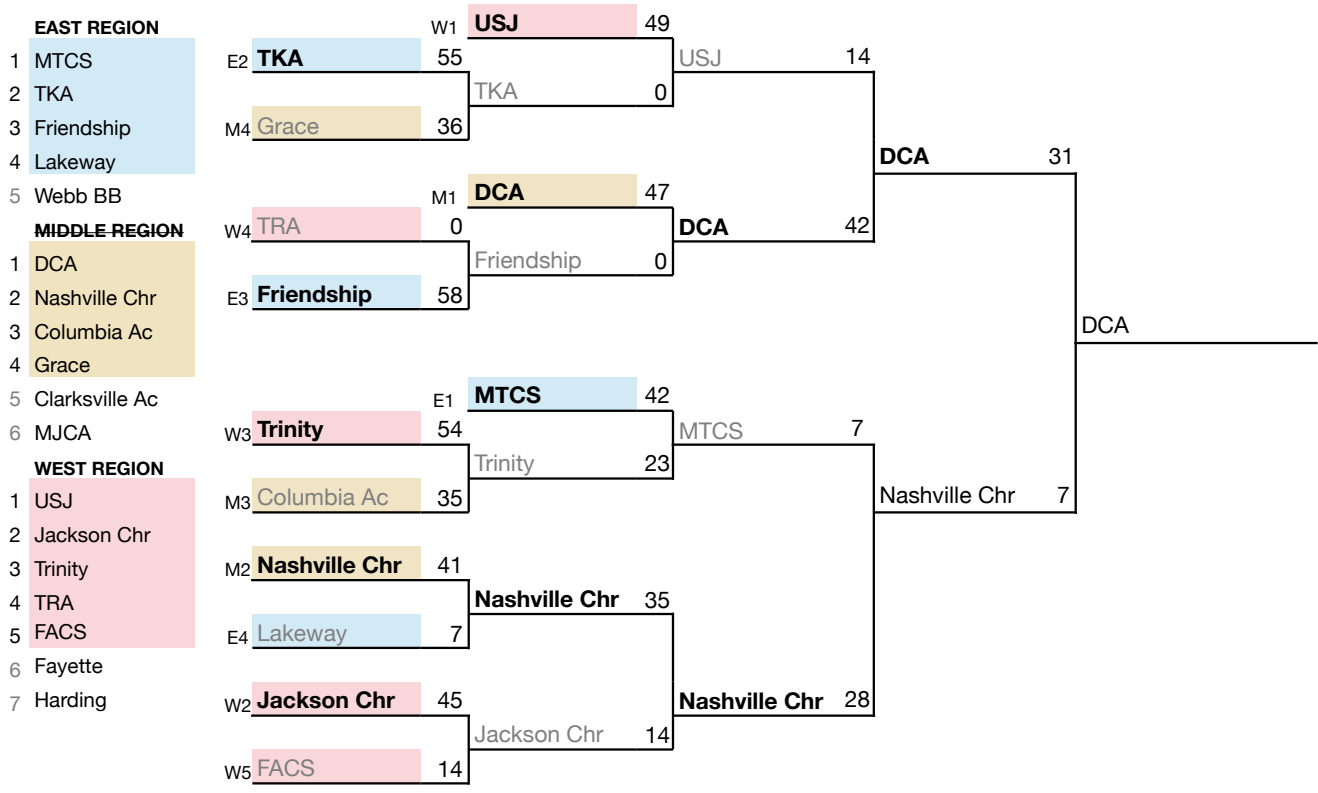 EAST REGION
1 MTCS
2 TKA
3 Friendship
4 Lakeway
5 Webb BB
MIDDLE REGION
1 DCA
2 Nashville Chr
3 Columbia Ac
4 Grace
5 Clarksville Ac
6 MJCA
WEST REGION
1 USJ
2 Jackson Chr
3 Trinity
4 TRA
5 FACS
6 Fayette
7 Harding
E2 TKA 55
M4 Grace 36
W4 TRA 0
E3 Friendship 58
W3 Trinity 54
M3 Columbia Ac 35
M2 Nashville Chr 41
E4 Lakeway 7
W2 Jackson Chr 45
W5 FACS 14
W1 USJ 49
TKA 0
M1 DCA 47
Friendship 0
E1 MTCS 42
Trinity 23
Nashville Chr 35
Jackson Chr 14
USJ 14
DCA 42
MTCS 7
Nashville Chr 28
DCA 31
Nashville Chr 7
DCA